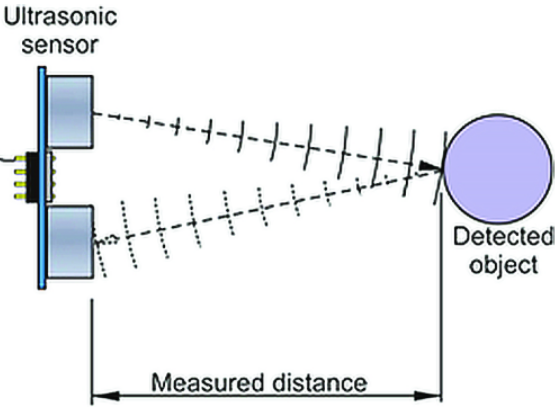 Ultrasonic
sensor
Detected
object
Measured distance